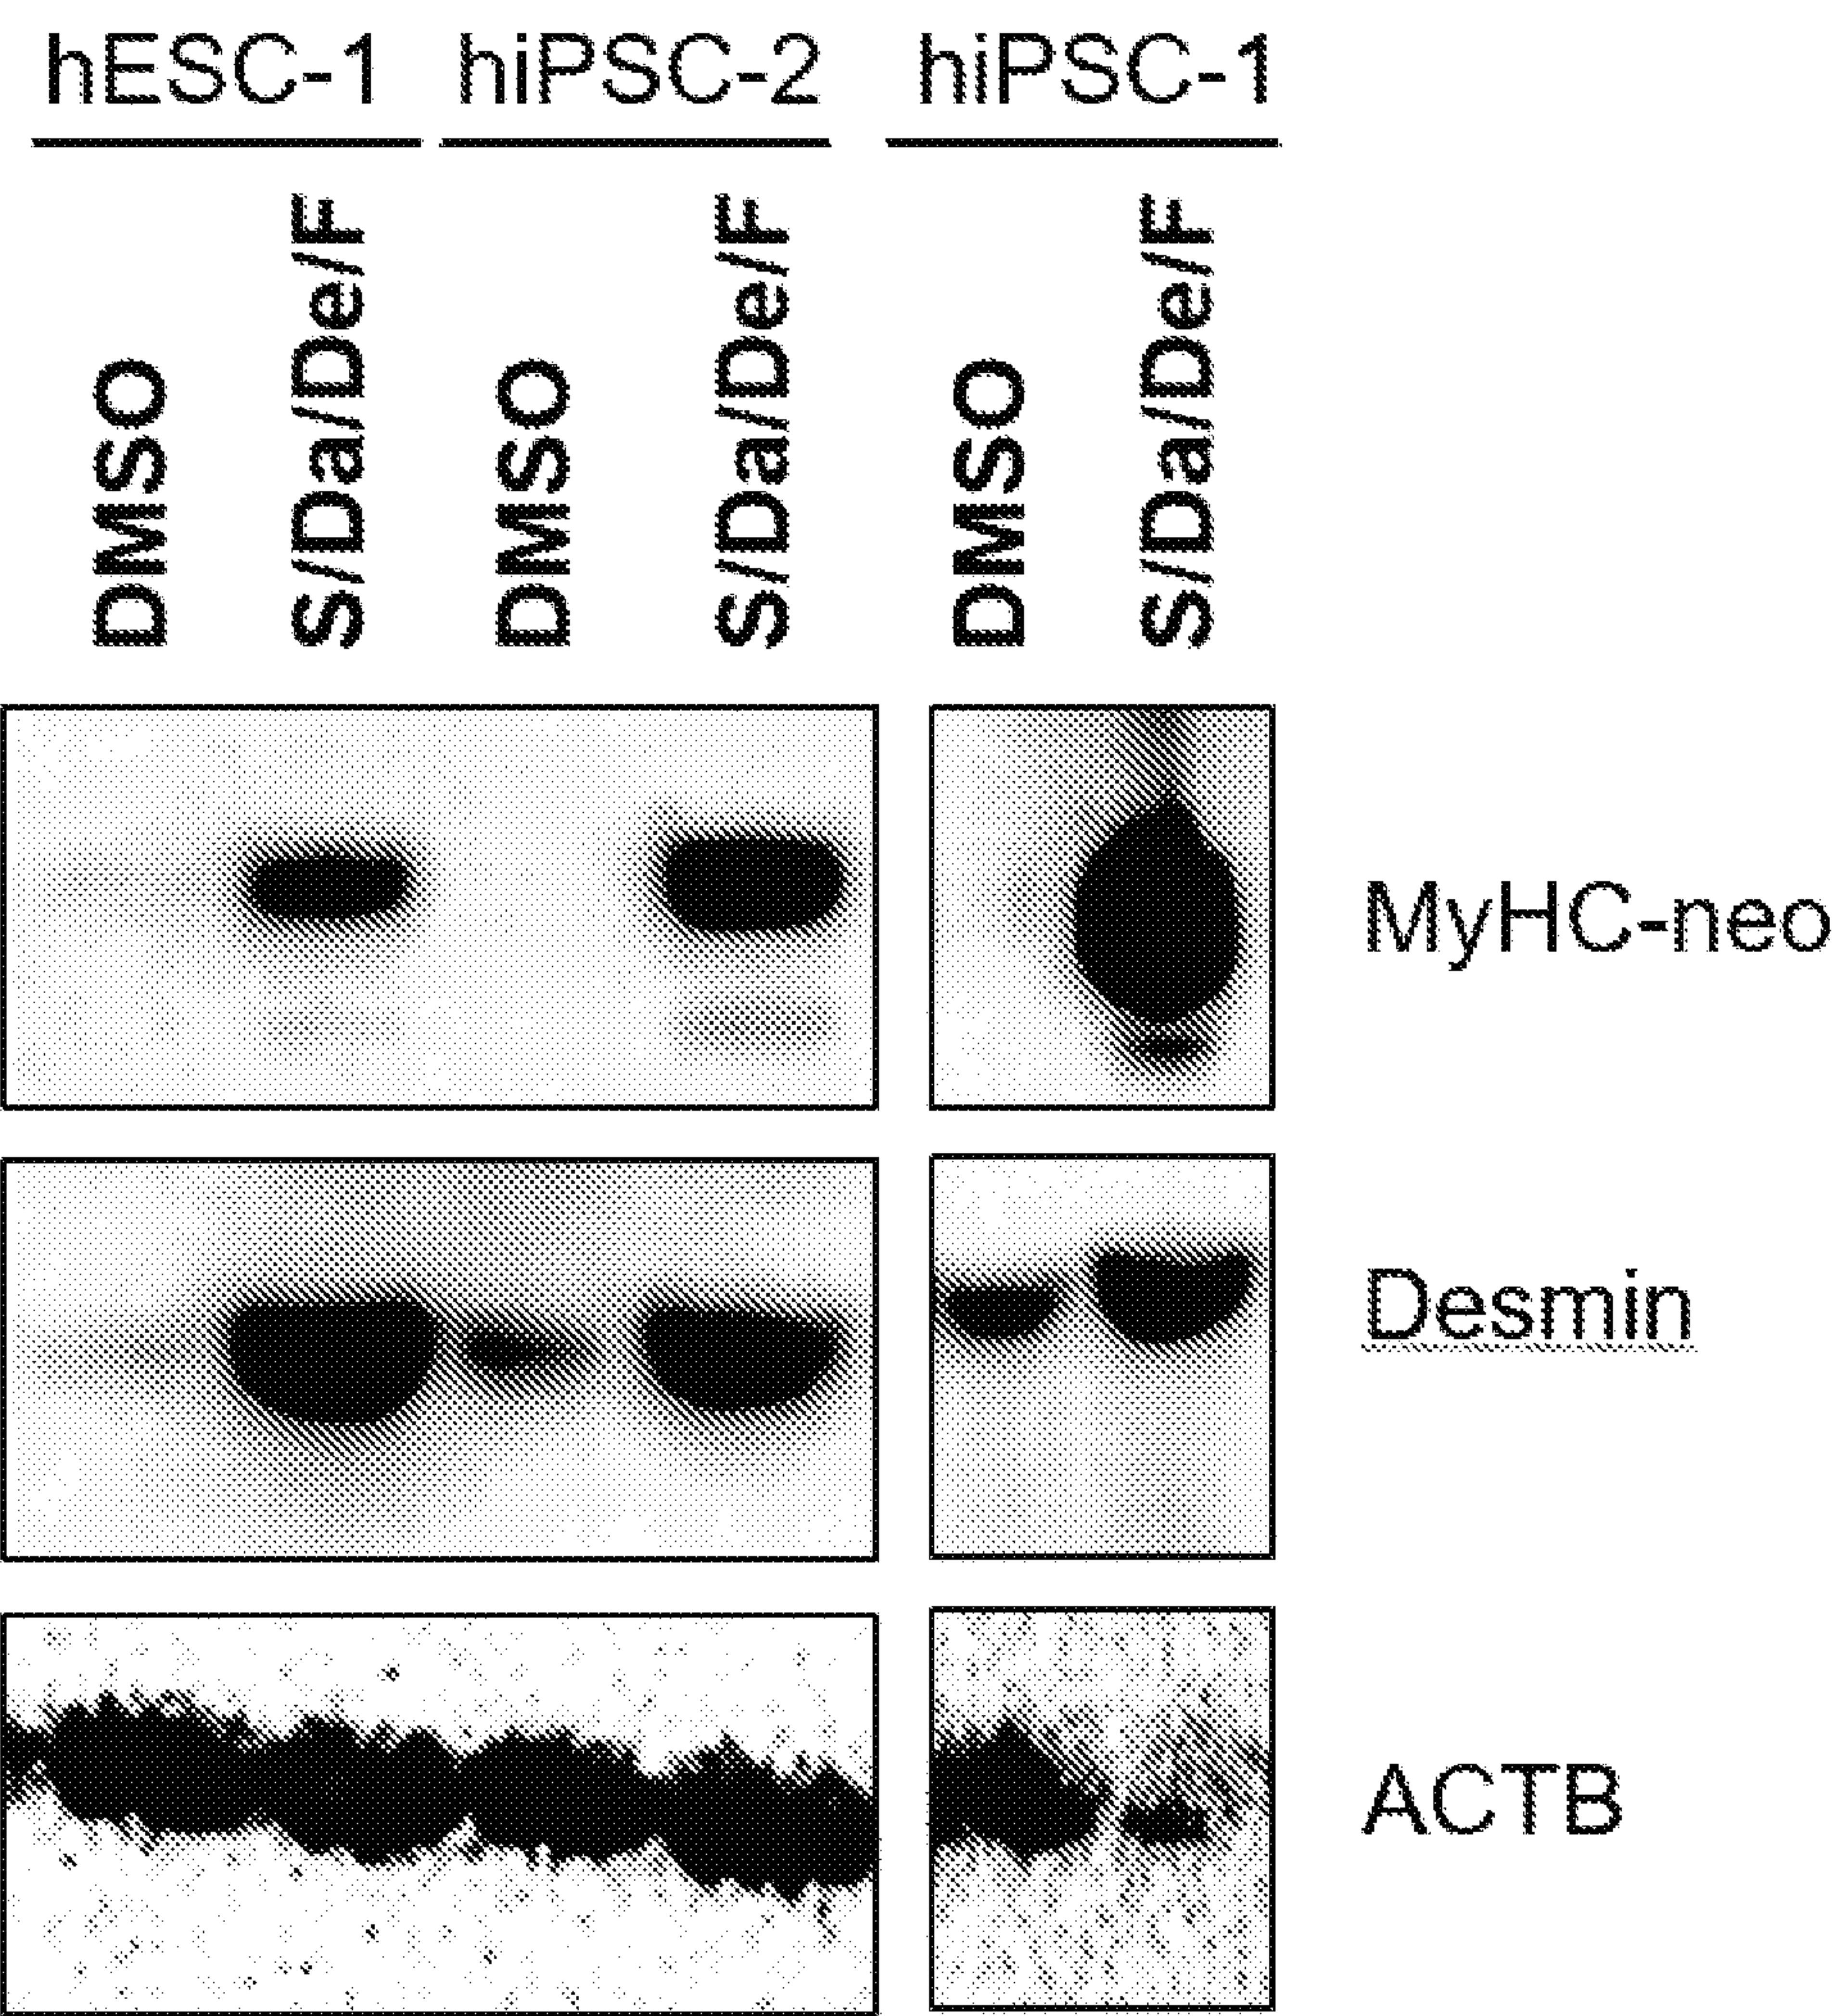 hESC-1 hiPSC-2 hiPSC-1
DMSO S/Da/De/F DMSO S/Da/De/F DMSO S/Da/De/F
MyHC-neo
Desmin
ACTB